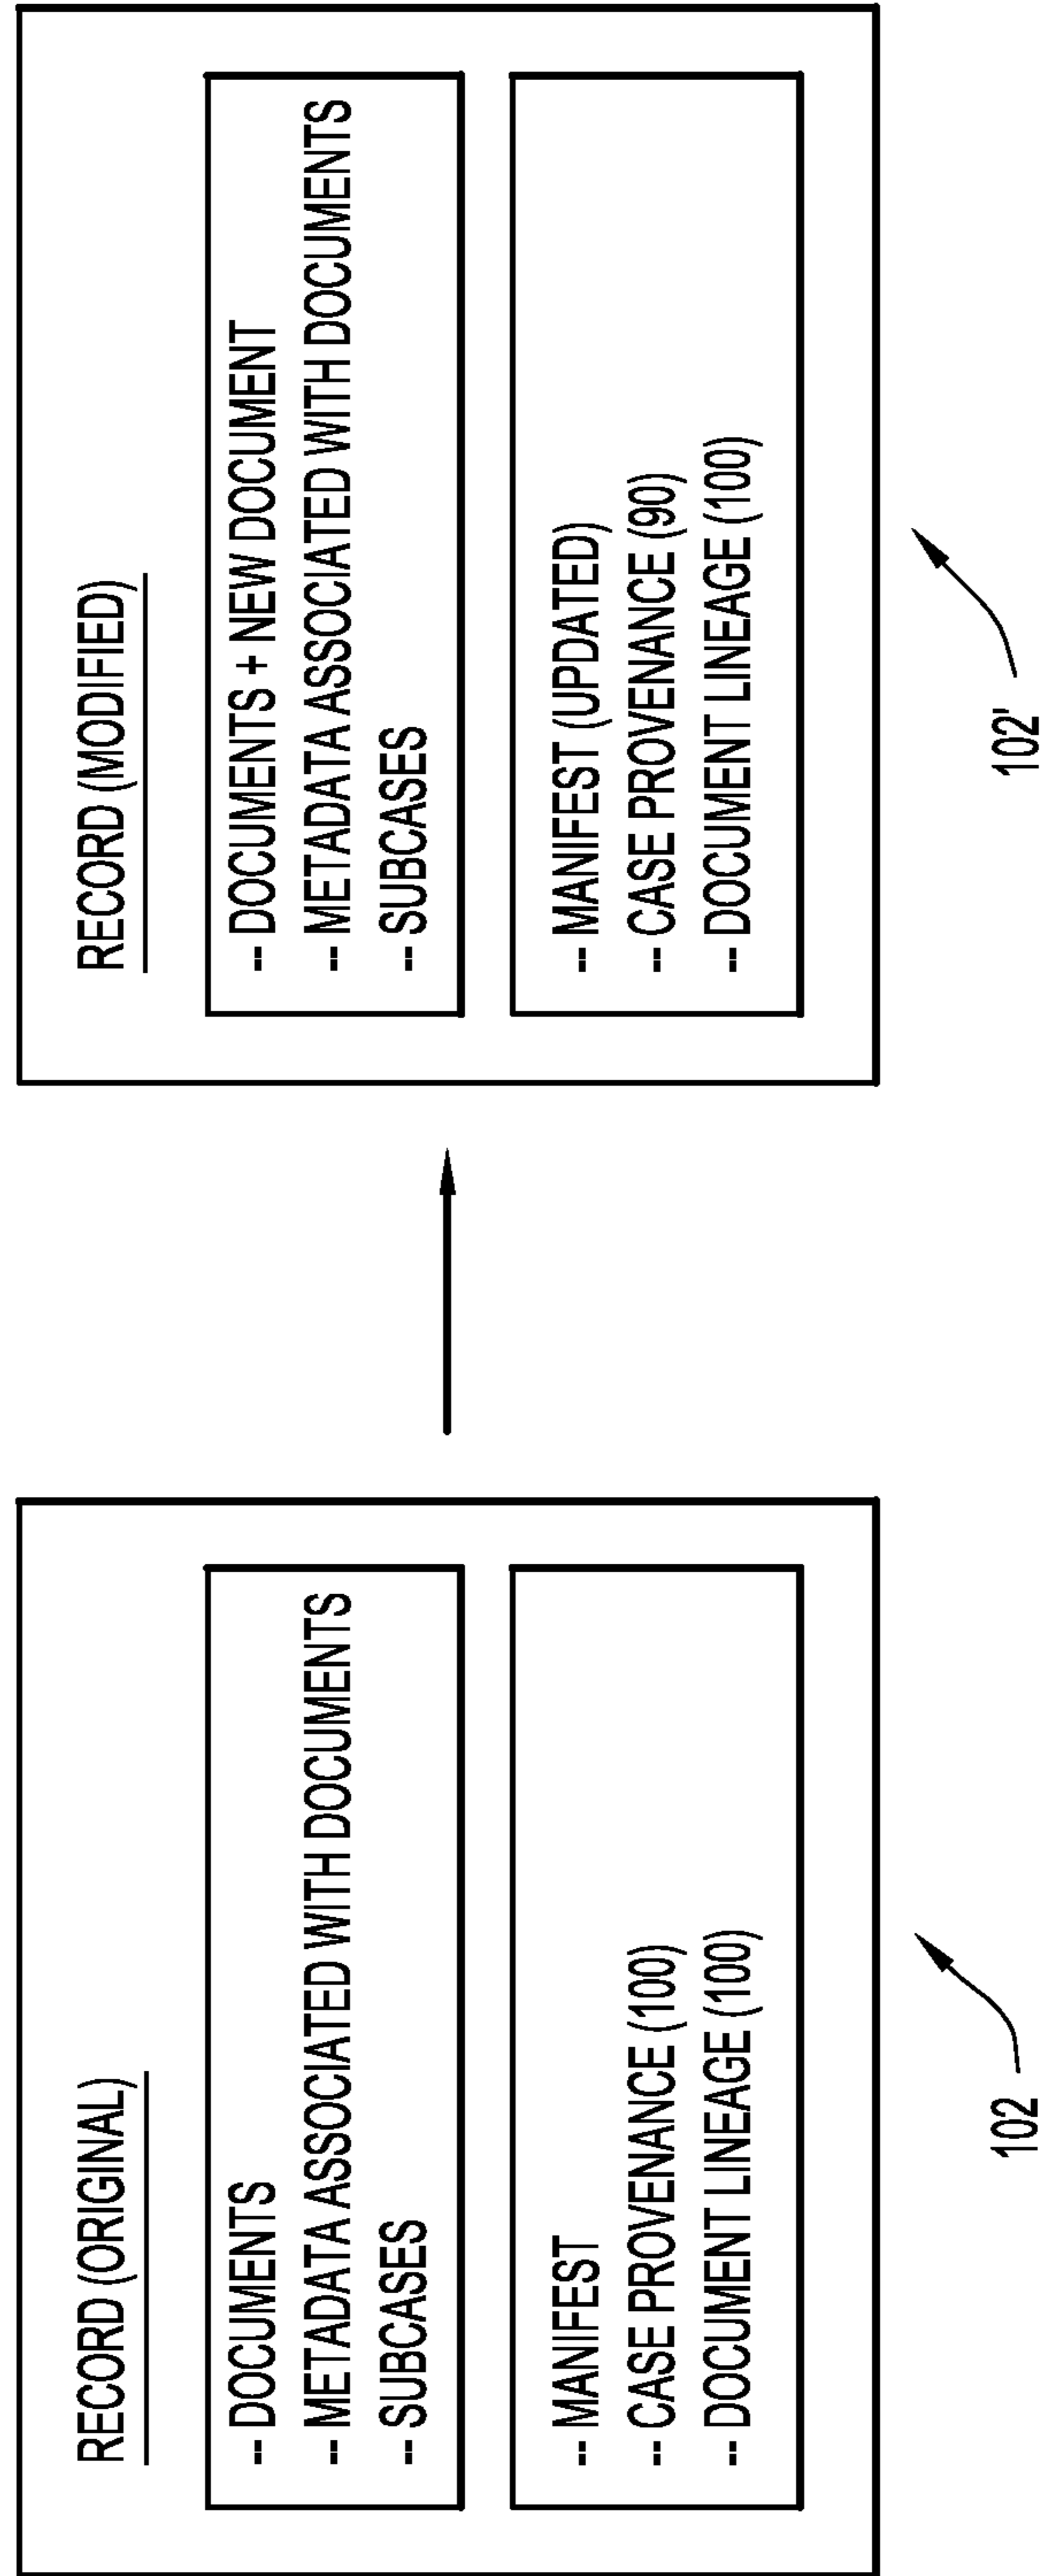 RECORD (ORIGINAL)
-- DOCUMENTS
-- METADATA ASSOCIATED WITH DOCUMENTS
-- SUBCASES
-- MANIFEST
-- CASE PROVENANCE (100)
-- DOCUMENT LINEAGE (100)
102
RECORD (MODIFIED)
-- DOCUMENTS + NEW DOCUMENT
-- METADATA ASSOCIATED WITH DOCUMENTS
-- SUBCASES
-- MANIFEST (UPDATED)
-- CASE PROVENANCE (90)
-- DOCUMENT LINEAGE (100)
102'